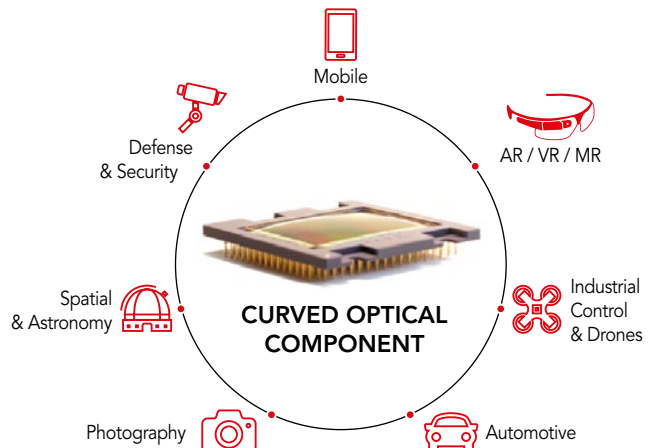 Mobile
Defense
& Security
AR / VR / MR
Spatial
& Astronomy
Industrial
Control
& Drones
CURVED OPTICAL
COMPONENT
Photography
Automotive